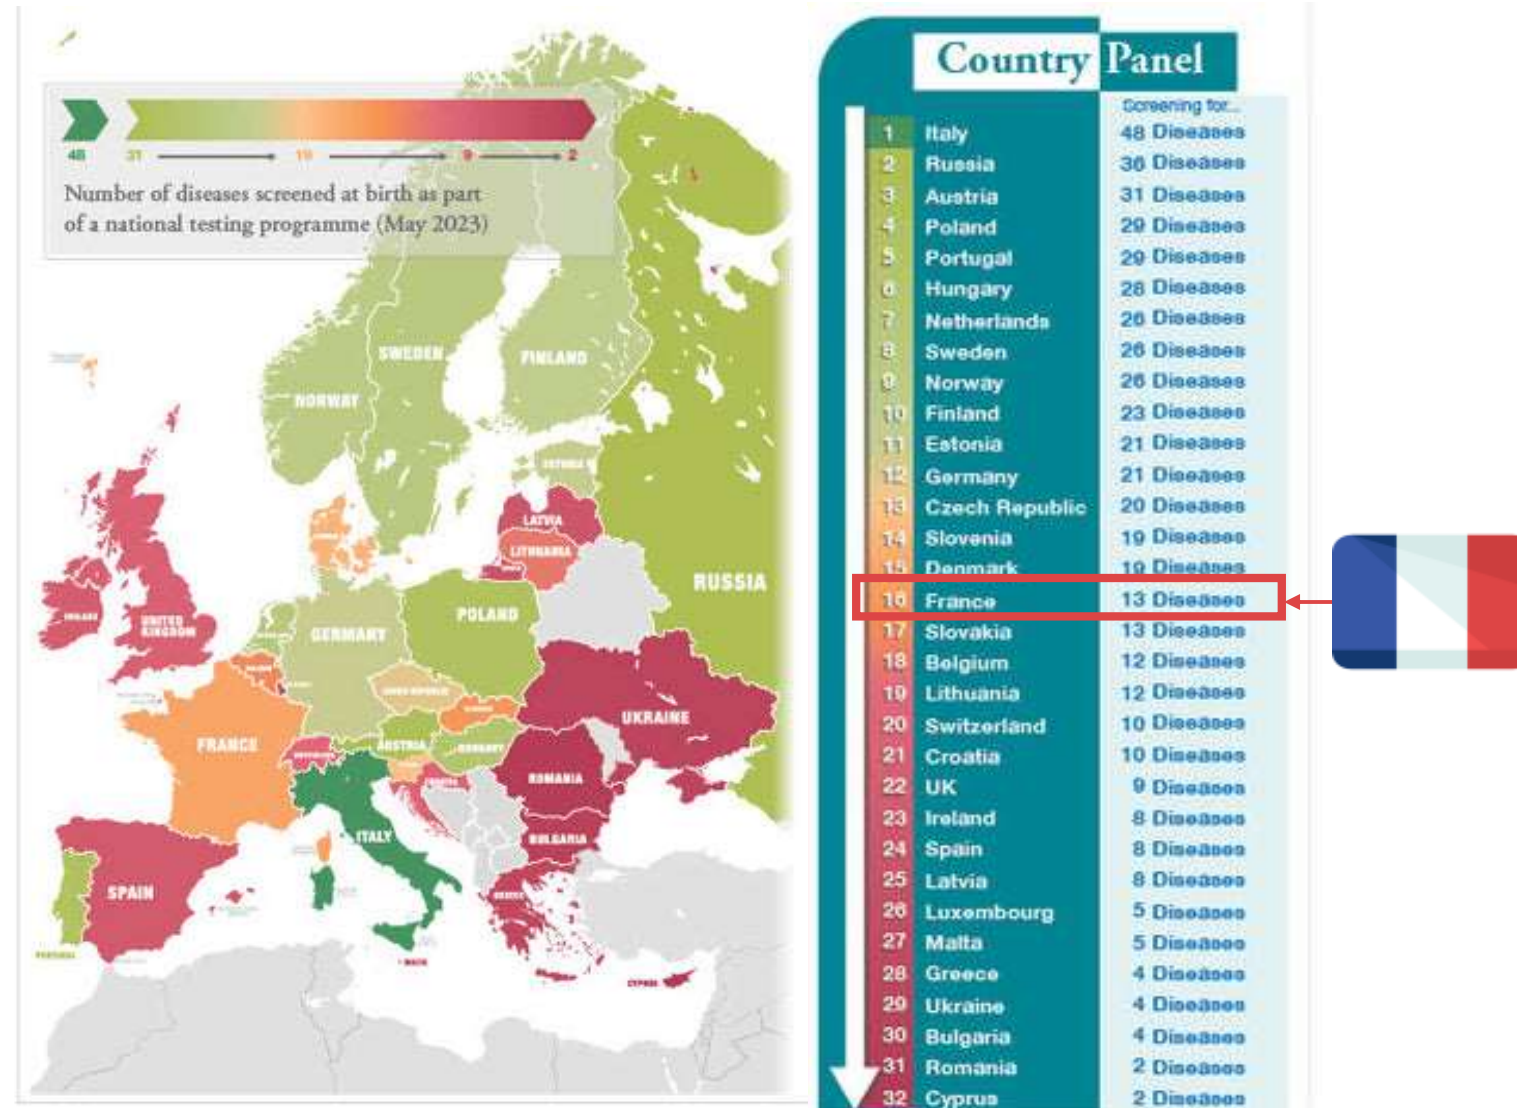 48 31 19 9 2
Number of diseases screened at birth as part
of a national testing programme (May 2023)
SWEDEN
FINLAND
NORWAY
ESTONIA
LATVIA
LITHUANIA
RUSSIA
IRELAND
UNITED
KINGDOM
POLAND
GERMANY
UKRAINE
FRANCE
AUSTRIA
HUNGARY
ROMANIA
ITALY
BULGARIA
SPAIN
GREECE
PORTUGAL
MALTA
CYPRUS
Country Panel
Screening for...
1 Italy 48 Diseases
2 Russia 36 Diseases
3 Austria 31 Diseases
4 Poland 29 Diseases
5 Portugal 29 Diseases
6 Hungary 28 Diseases
7 Netherlands 26 Diseases
8 Sweden 26 Diseases
9 Norway 26 Diseases
10 Finland 23 Diseases
11 Estonia 21 Diseases
12 Germany 21 Diseases
13 Czech Republic 20 Diseases
14 Slovenia 19 Diseases
15 Denmark 19 Diseases
16 France 13 Diseases
17 Slovakia 13 Diseases
18 Belgium 12 Diseases
19 Lithuania 12 Diseases
20 Switzerland 10 Diseases
21 Croatia 10 Diseases
22 UK 9 Diseases
23 Ireland 8 Diseases
24 Spain 8 Diseases
25 Latvia 8 Diseases
26 Luxembourg 5 Diseases
27 Malta 5 Diseases
28 Greece 4 Diseases
29 Ukraine 4 Diseases
30 Bulgaria 4 Diseases
31 Romania 2 Diseases
32 Cyprus 2 Diseases